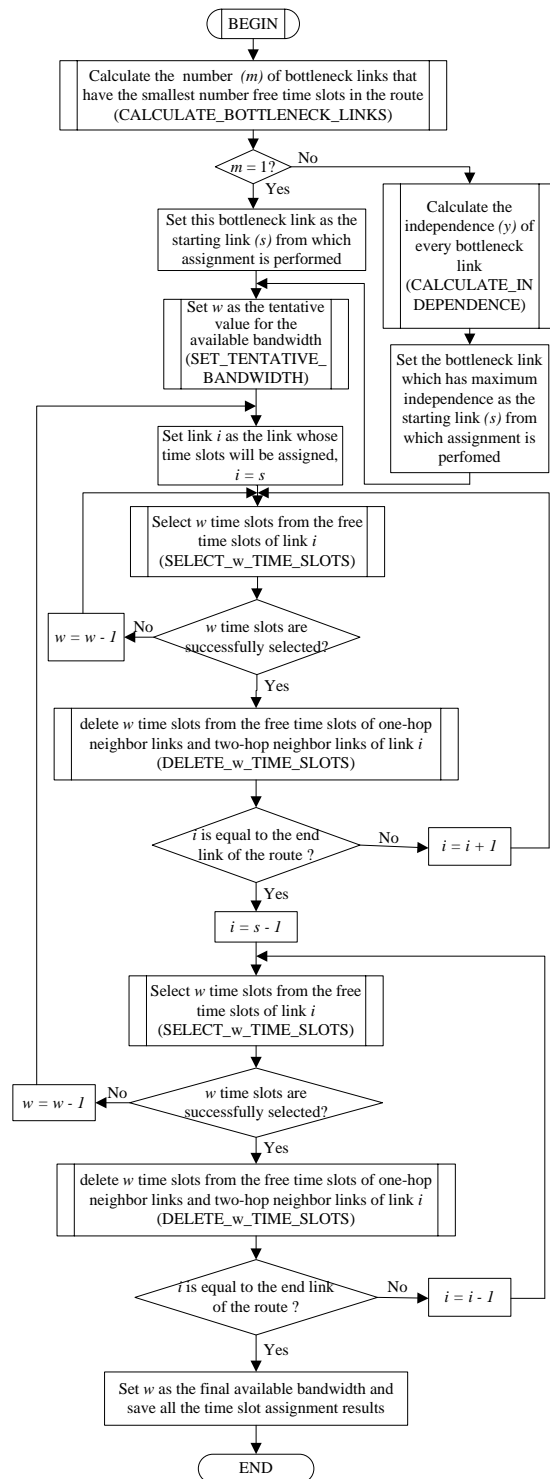 BEGIN
Calculate the number (m) of bottleneck links that
have the smallest number free time slots in the route
(CALCULATE_BOTTLENECK_LINKS)
m = 1?
No
Yes
Set this bottleneck link as the
starting link (s) from which
assignment is performed
Calculate the
independence (y) of
every bottleneck
link
(CALCULATE_IN
DEPENDENCE)
Set w as the tentative
value for the
available bandwidth
(SET_TENTATIVE_
BANDWIDTH)
Set the bottleneck link
which has maximum
independence as the
starting link (s) from
which assignment is
perfomed
Set link i as the link whose
time slots will be assigned,
i = s
Select w time slots from the free
time slots of link i
(SELECT_w_TIME_SLOTS)
w = w - 1
No
w time slots are
successfully selected?
Yes
delete w time slots from the free time slots of one-hop
neighbor links and two-hop neighbor links of link i
(DELETE_w_TIME_SLOTS)
i is equal to the end
link of the route ?
No
i = i + 1
Yes
i = s - 1
Select w time slots from the free
time slots of link i
(SELECT_w_TIME_SLOTS)
w = w - 1
No
w time slots are
successfully selected?
Yes
delete w time slots from the free time slots of one-hop
neighbor links and two-hop neighbor links of link i
(DELETE_w_TIME_SLOTS)
i is equal to the end link
of the route ?
No
i = i - 1
Yes
Set w as the final available bandwidth and
save all the time slot assignment results
END